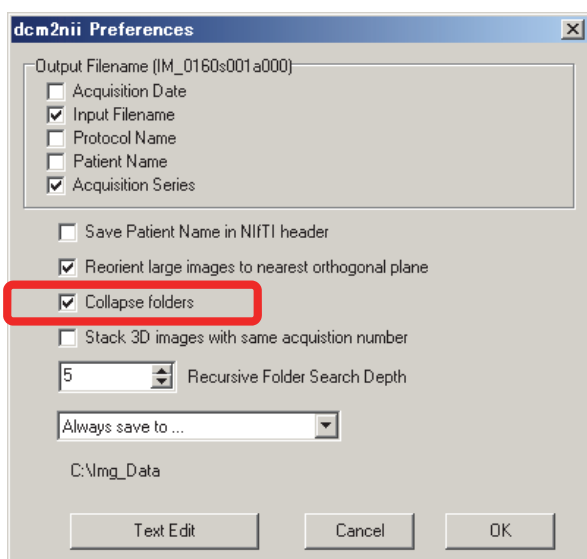 dcm2nii Preferences
Output Filename (IM_0160s001a000)
Acquisition Date
Input Filename
Protocol Name
Patient Name
Acquisition Series
Save Patient Name in NIfTI header
Reorient large images to nearest orthogonal plane
Collapse folders
Stack 3D images with same acquistion number
5 Recursive Folder Search Depth
Always save to ...
C:\Img_Data
Text Edit Cancel OK